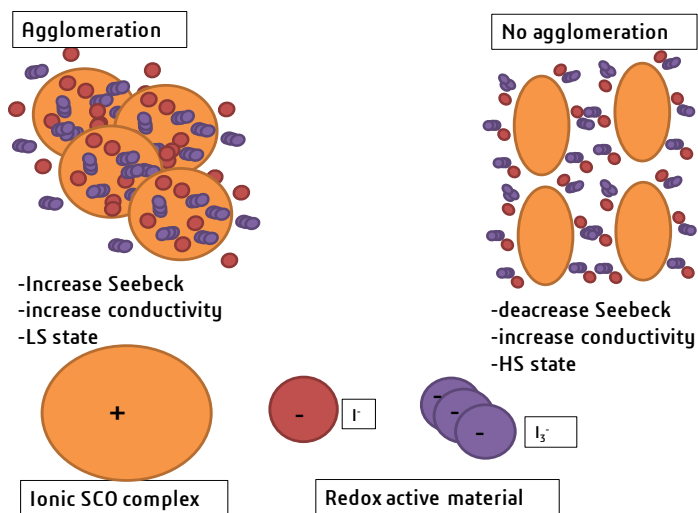 Agglomeration
No agglomeration
-Increase Seebeck
-increase conductivity
-LS state
-deacrease Seebeck
-increase conductivity
-HS state
+
-
I⁻
-
-
-
I₃⁻
Ionic SCO complex
Redox active material